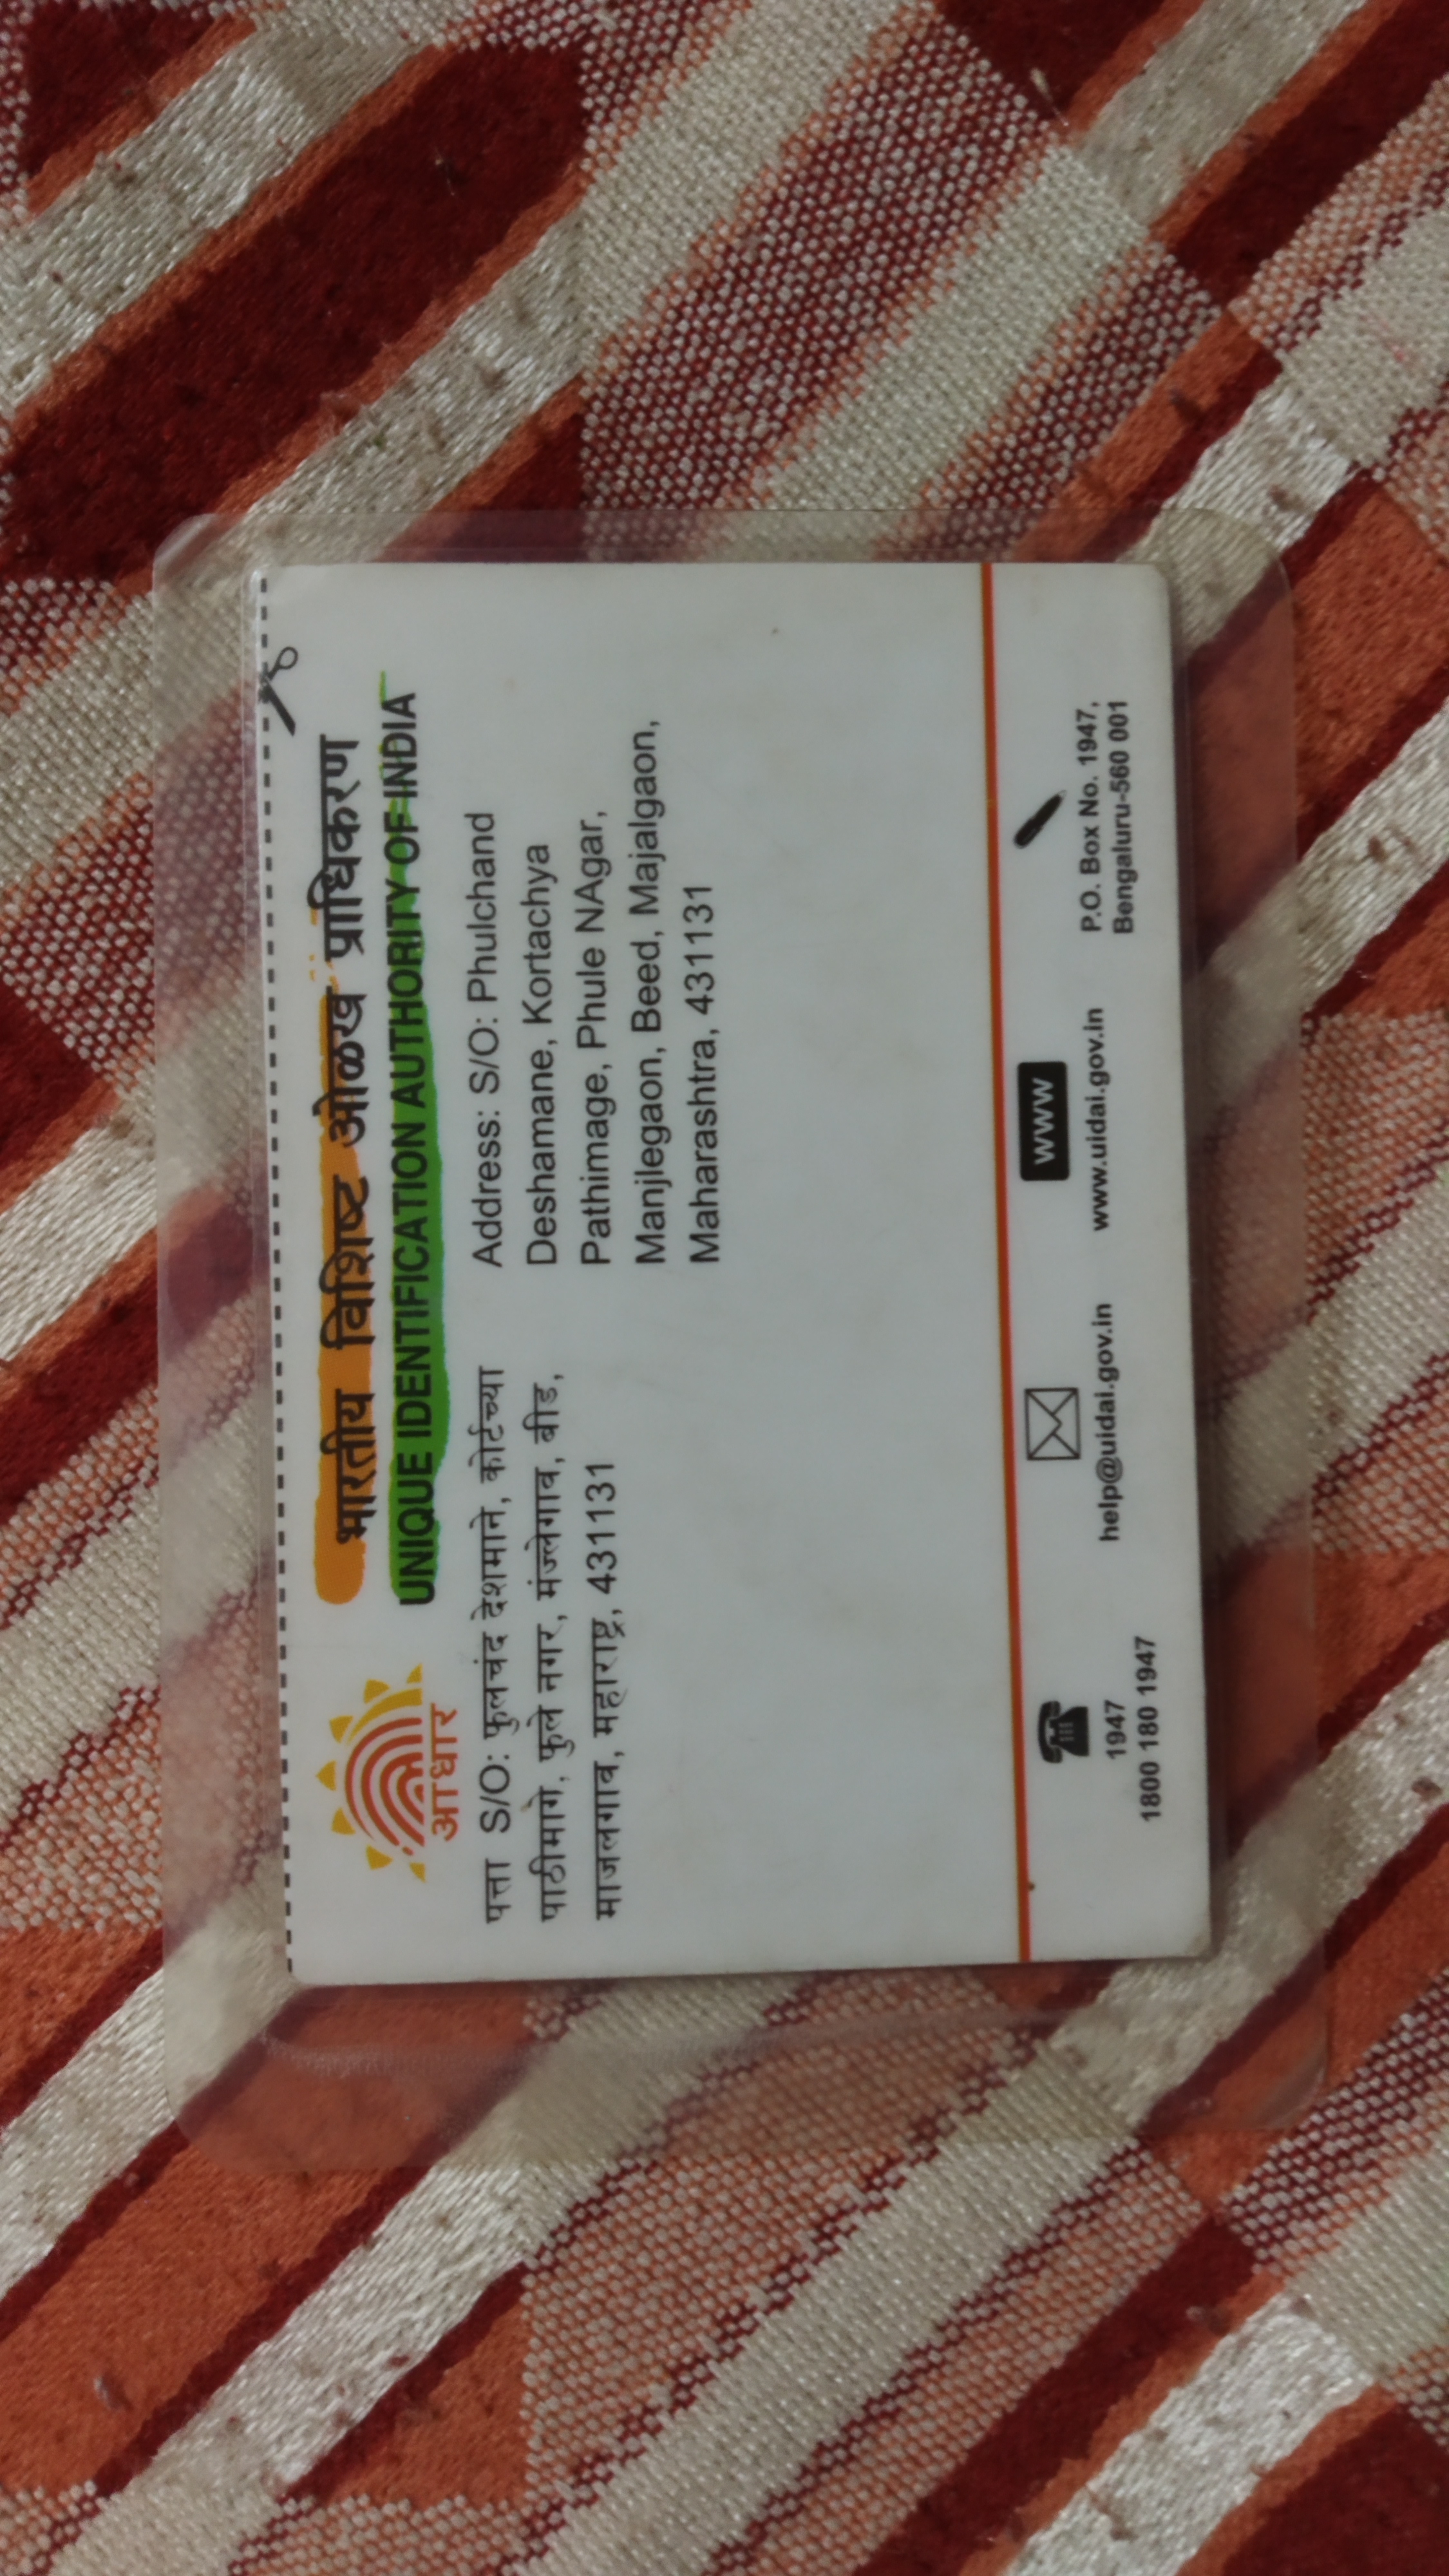 भारतीय विशिष्ट ओळख प्राधिकरण
UNIQUE IDENTIFICATION AUTHORITY OF INDIA
आधार
पत्ता S/O: फुलचंद देशमाने, कोर्टच्या
पाठीमागे, फुले नगर, मंज्लेगाव, बीड,
माजलगाव, महाराष्ट्र, 431131
Address: S/O: Phulchand
Deshamane, Kortachya
Pathimage, Phule NAgar,
Manjlegaon, Beed, Majalgaon,
Maharashtra, 431131
1947
1800 180 1947
help@uidai.gov.in
WWW
www.uidai.gov.in
P.O. Box No. 1947,
Bengaluru-560 001